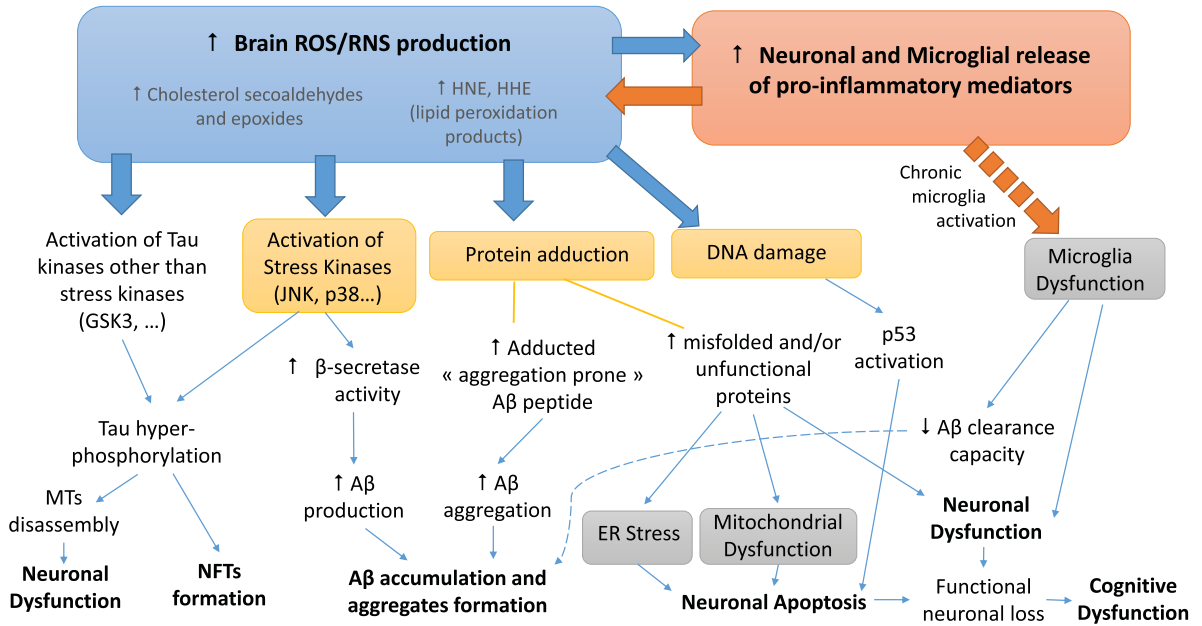 ↑ Brain ROS/RNS production
↑ Cholesterol secoaldehydes
and epoxides
↑ HNE, HHE
(lipid peroxidation
products)
↑ Neuronal and Microglial release
of pro-inflammatory mediators
Chronic
microglia
activation
Activation of Tau
kinases other than
stress kinases
(GSK3, ...)
Activation of
Stress Kinases
(JNK, p38...)
Protein adduction
DNA damage
Microglia
Dysfunction
↑ β-secretase
activity
↑ Adducted
« aggregation prone »
Aβ peptide
↑ misfolded and/or
unfunctional
proteins
p53
activation
Tau hyper-
phosphorylation
↓ Aβ clearance
capacity
MTs
disassembly
↑ Aβ
production
↑ Aβ
aggregation
ER Stress
Mitochondrial
Dysfunction
Neuronal
Dysfunction
Neuronal
Dysfunction
NFTs
formation
Aβ accumulation and
aggregates formation
Neuronal Apoptosis
Functional
neuronal loss
Cognitive
Dysfunction